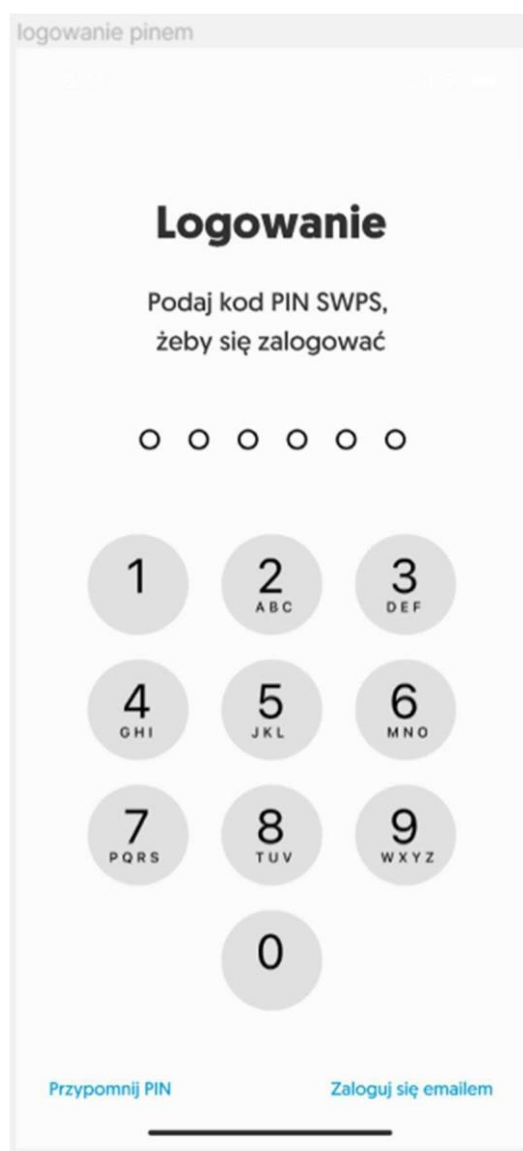 logowanie pinem
Logowanie
Podaj kod PIN SWPS,
żeby się zalogować
1 2 3
ABC DEF
4 5 6
GHI JKL MNO
7 8 9
PQRS TUV WXYZ
0
Przypomnij PIN Zaloguj się emailem